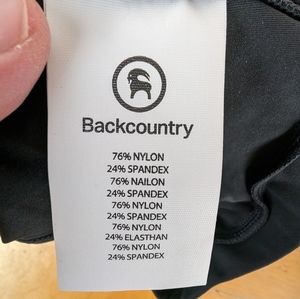 Backcountry
76% NYLON
24% SPANDEX
76% NAILON
24% SPANDEX
76% NYLON
24% SPANDEX
76% NYLON
24% ELASTHAN
76% NYLON
24% SPANDEX